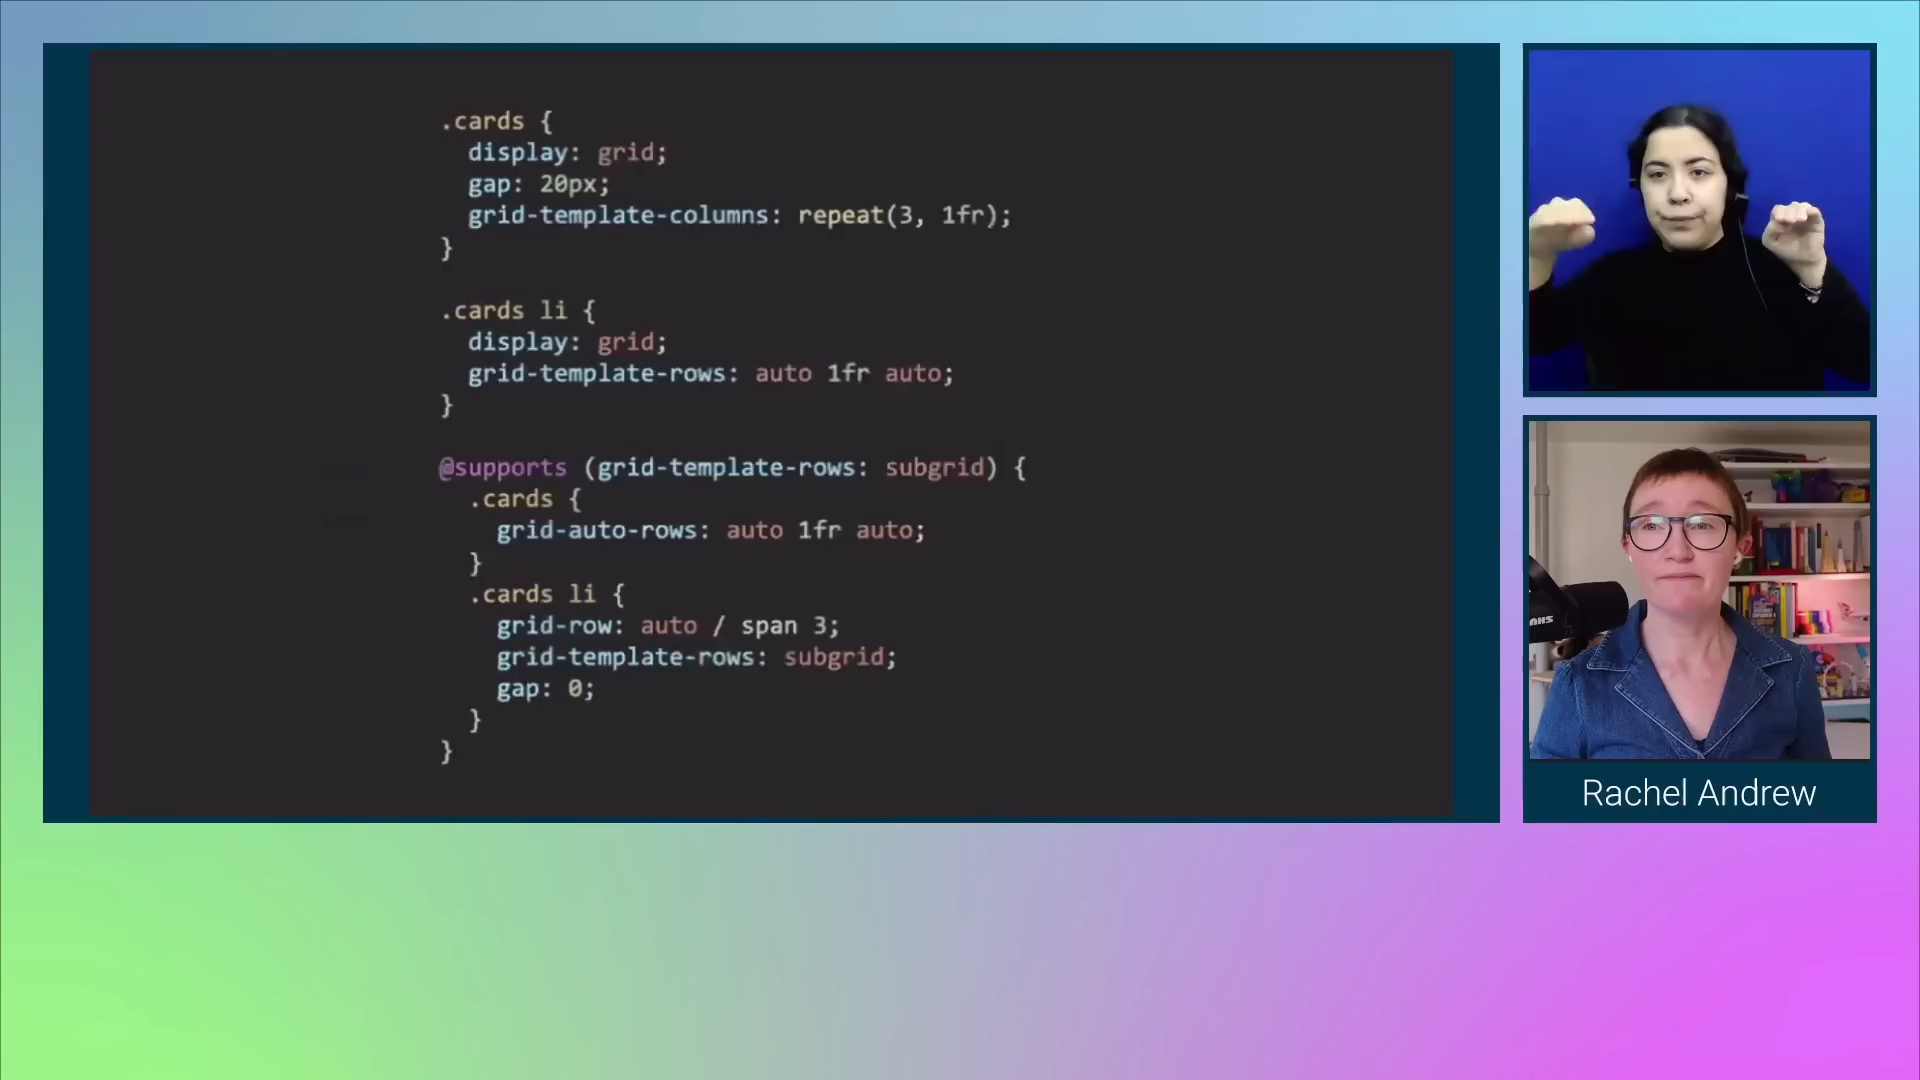 .cards {
  display: grid;
  gap: 20px;
  grid-template-columns: repeat(3, 1fr);
}

.cards li {
  display: grid;
  grid-template-rows: auto 1fr auto;
}

@supports (grid-template-rows: subgrid) {
  .cards {
    grid-auto-rows: auto 1fr auto;
  }
  .cards li {
    grid-row: auto / span 3;
    grid-template-rows: subgrid;
    gap: 0;
  }
}
Rachel Andrew